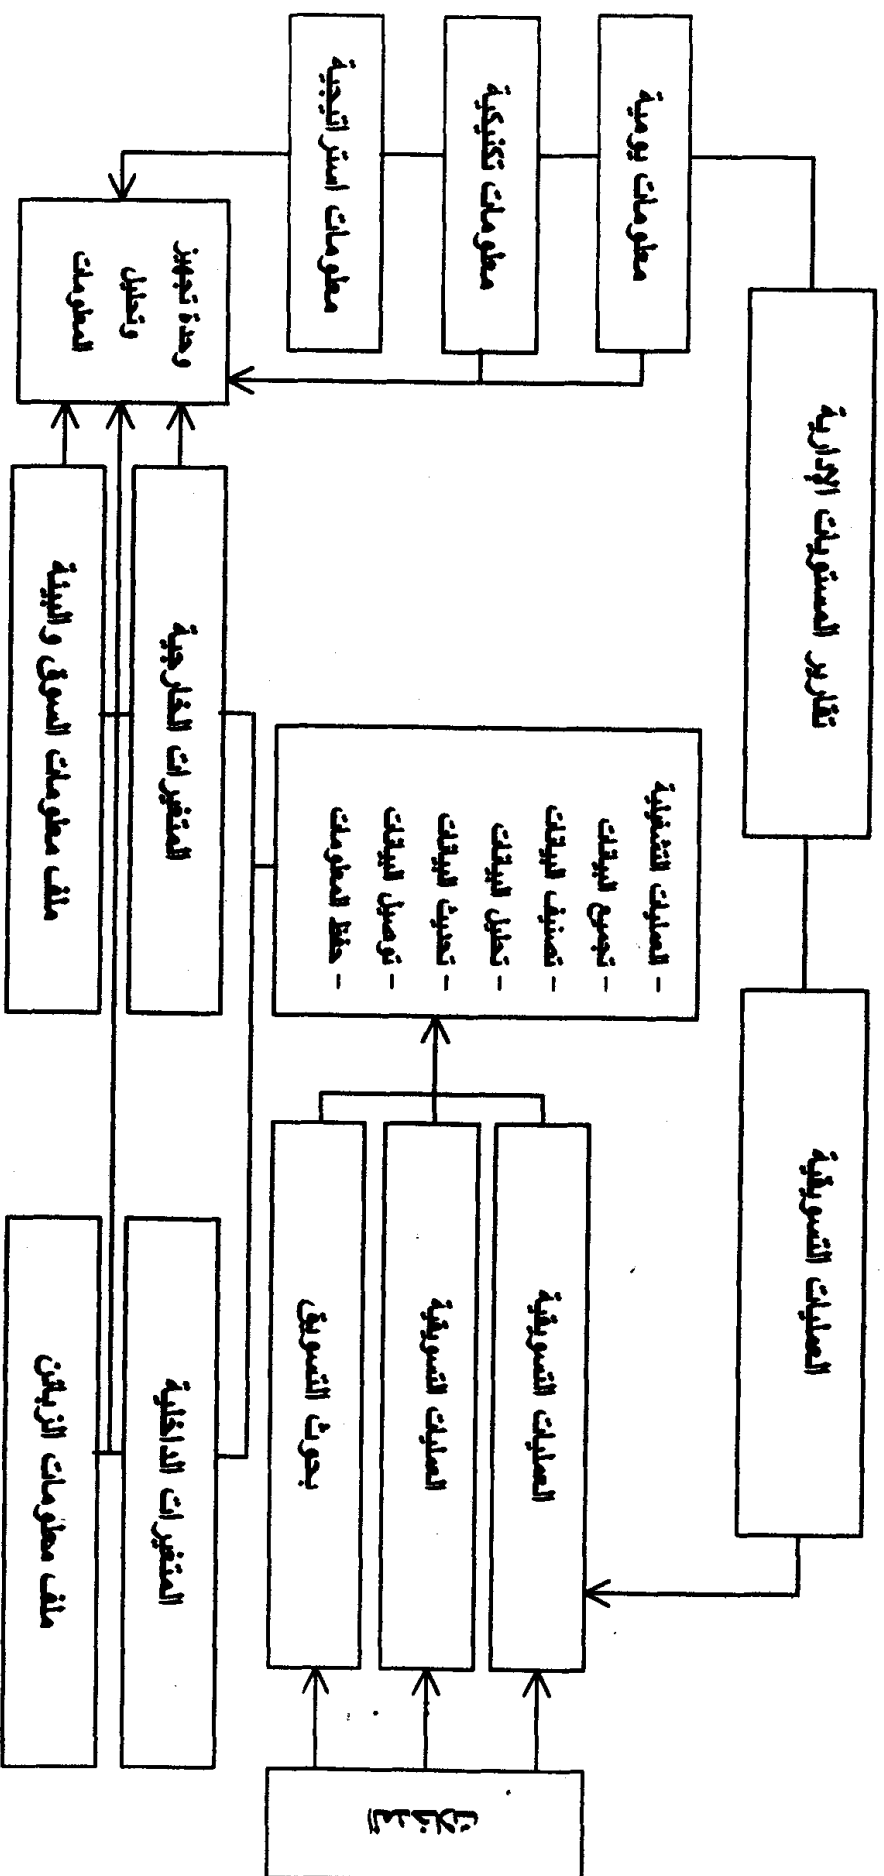 تقارير المستويات الإدارية
العمليات التسويقية
معلومات يومية
معلومات تكتيكية
معلومات استراتيجية
- العمليات التشغيلية
- تجميع البيانات
- تصنيف البيانات
- تحليل البيانات
- تحديث البيانات
- توصيل البيانات
- حفظ المعلومات
العمليات التسويقية
العمليات التسويقية
بحوث التسويق
المدخلات
وحدة تجهيز
وتحليل
المعلومات
المتغيرات الخارجية
ملف معلومات السوق والبيئة
المتغيرات الداخلية
ملف معلومات الزبائن